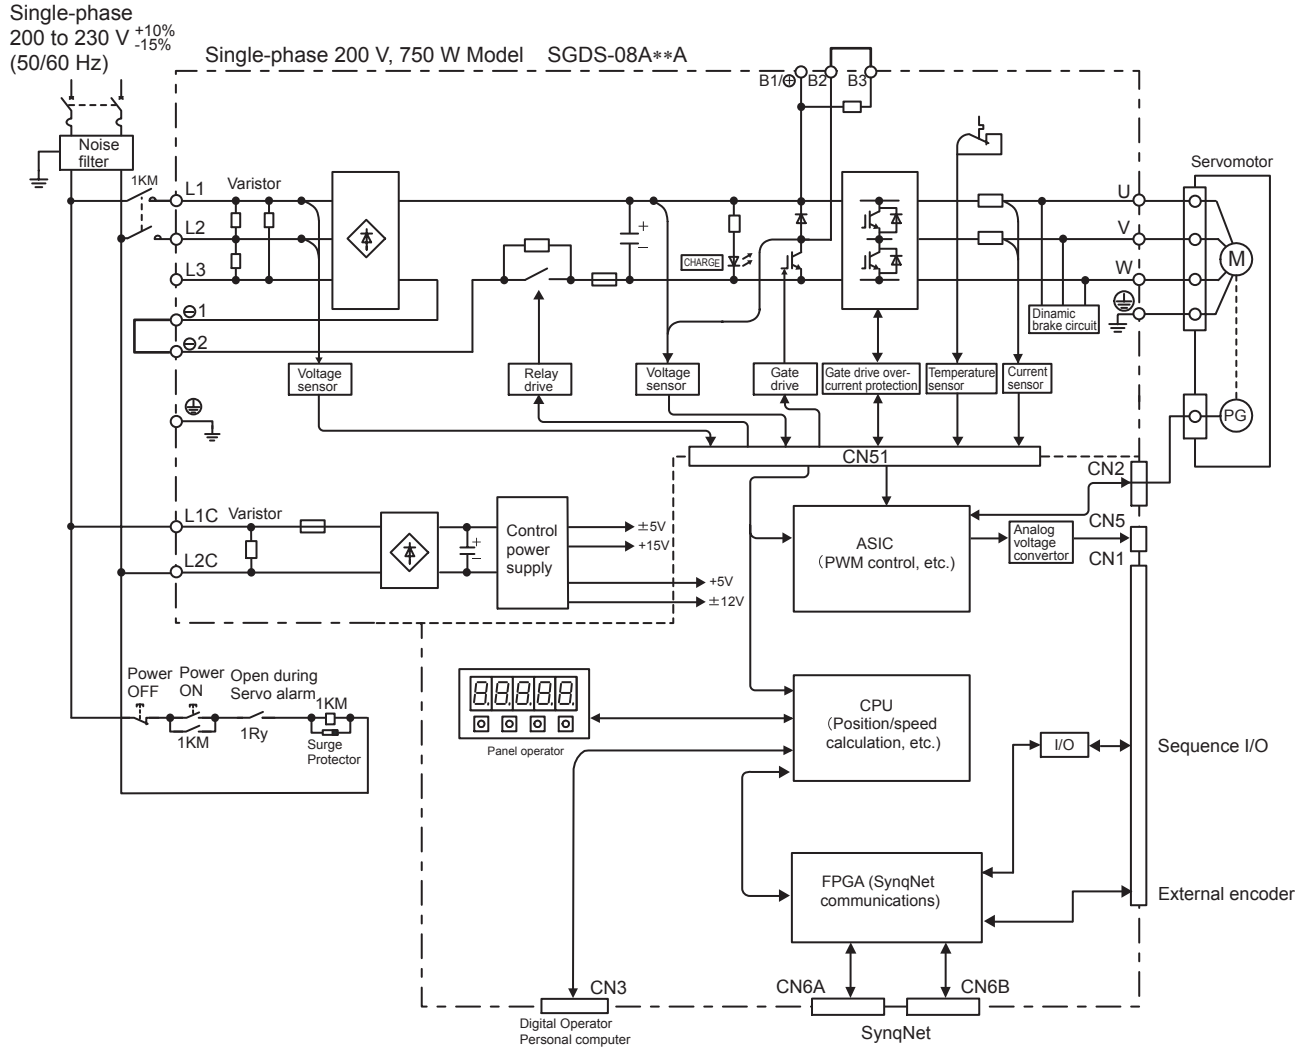 Single-phase
200 to 230 V +10% -15%
(50/60 Hz)
Single-phase 200 V, 750 W Model SGDS-08A**A
B1/⊕ B2 B3
Noise
filter
1KM
L1
Varistor
L2
L3
⊖1
⊖2
CHARGE
U
V
W
Servomotor
M
PG
Dinamic
brake circuit
Voltage
sensor
Relay
drive
Voltage
sensor
Gate
drive
Gate drive over-
current protection
Temperature
sensor
Current
sensor
CN51
CN2
L1C
Varistor
L2C
+
−
+
−
Control
power
supply
±5V
+15V
+5V
±12V
ASIC
(PWM control, etc.)
Analog
voltage
convertor
CN5
CN1
Power
OFF
Power
ON
Open during
Servo alarm
1KM
1KM
1Ry
Surge
Protector
8.8.8.8.8.
Panel operator
CPU
(Position/speed
calculation, etc.)
I/O
Sequence I/O
FPGA (SynqNet
communications)
External encoder
CN3
Digital Operator
Personal computer
CN6A
CN6B
SynqNet